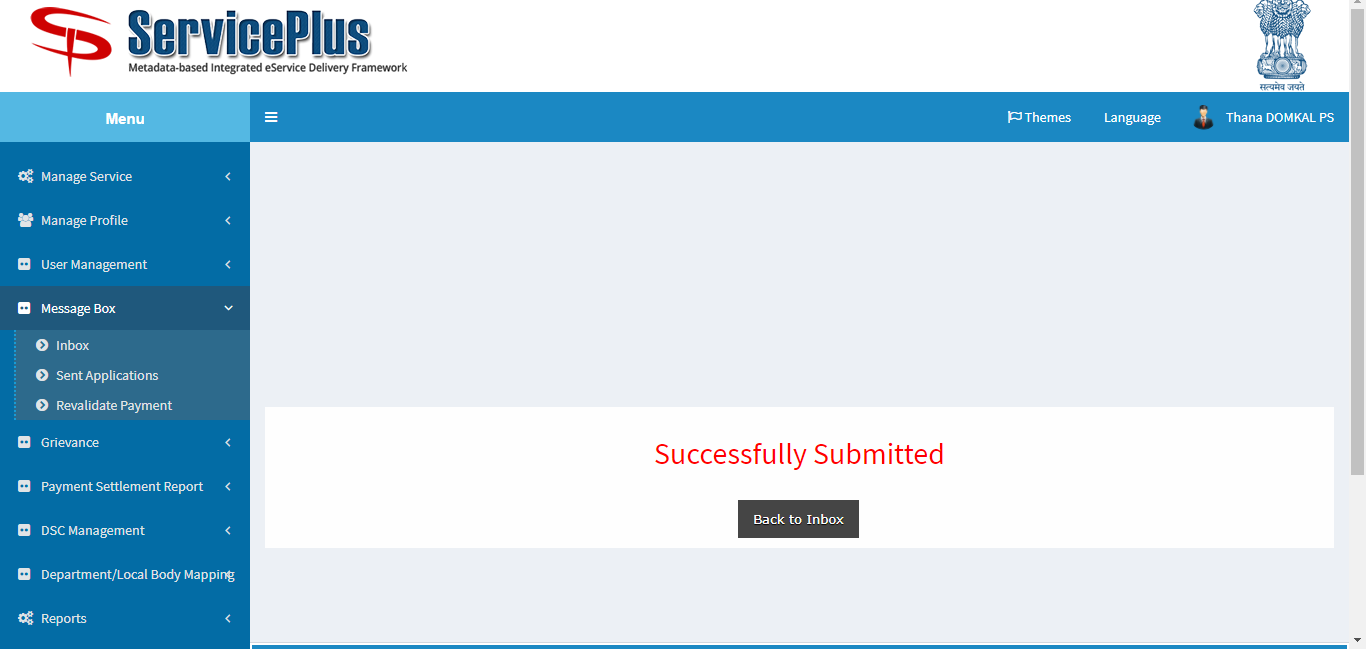 ServicePlus
Metadata-based Integrated eService Delivery Framework
सत्यमेव जयते
Menu
Themes
Language
Thana DOMKAL PS
Manage Service
Manage Profile
User Management
Message Box
Inbox
Sent Applications
Revalidate Payment
Grievance
Payment Settlement Report
DSC Management
Department/Local Body Mapping
Reports
Successfully Submitted
Back to Inbox